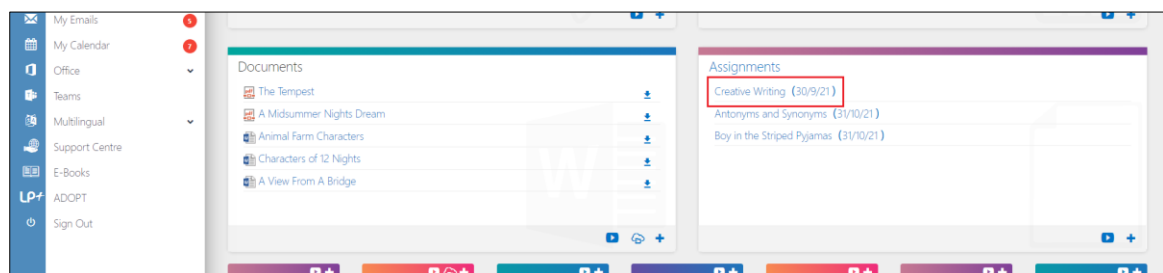 My Emails 5
My Calendar 7
Office
Teams
Multilingual
Support Centre
E-Books
LP+ ADOPT
Sign Out
Documents
The Tempest
A Midsummer Nights Dream
Animal Farm Characters
Characters of 12 Nights
A View From A Bridge
Assignments
Creative Writing (30/9/21)
Antonyms and Synonyms (31/10/21)
Boy in the Striped Pyjamas (31/10/21)